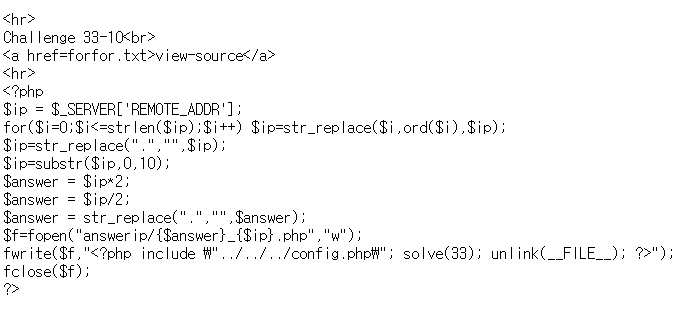 <hr>
Challenge 33-10<br>
<a href=forfor.txt>view-source</a>
<hr>
<?php
$ip = $_SERVER['REMOTE_ADDR'];
for($i=0;$i<=strlen($ip);$i++) $ip=str_replace($i,ord($i),$ip);
$ip=str_replace(".","",$ip);
$ip=substr($ip,0,10);
$answer = $ip*2;
$answer = $ip/2;
$answer = str_replace(".","",$answer);
$f=fopen("answerip/{$answer}_{$ip}.php","w");
fwrite($f,"<?php include ₩"../../../config.php₩"; solve(33); unlink(__FILE__); ?>");
fclose($f);
?>